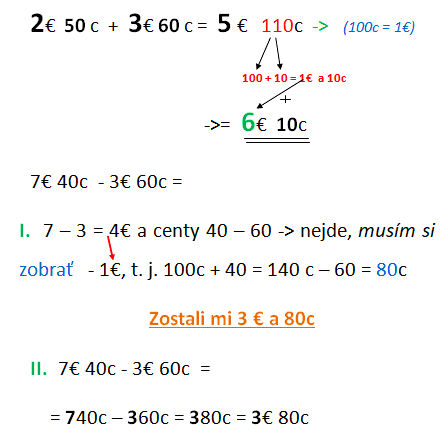 2€ 50 c + 3€ 60 c = 5 € 110c -> (100c = 1€)
100 + 10 = 1€ a 10c
+
->= 6€ 10c
7€ 40c - 3€ 60c =
I. 7 – 3 = 4€ a centy 40 – 60 -> nejde, musím si
zobrať - 1€, t. j. 100c + 40 = 140 c – 60 = 80c
Zostali mi 3 € a 80c
II. 7€ 40c - 3€ 60c =
= 740c – 360c = 380c = 3€ 80c